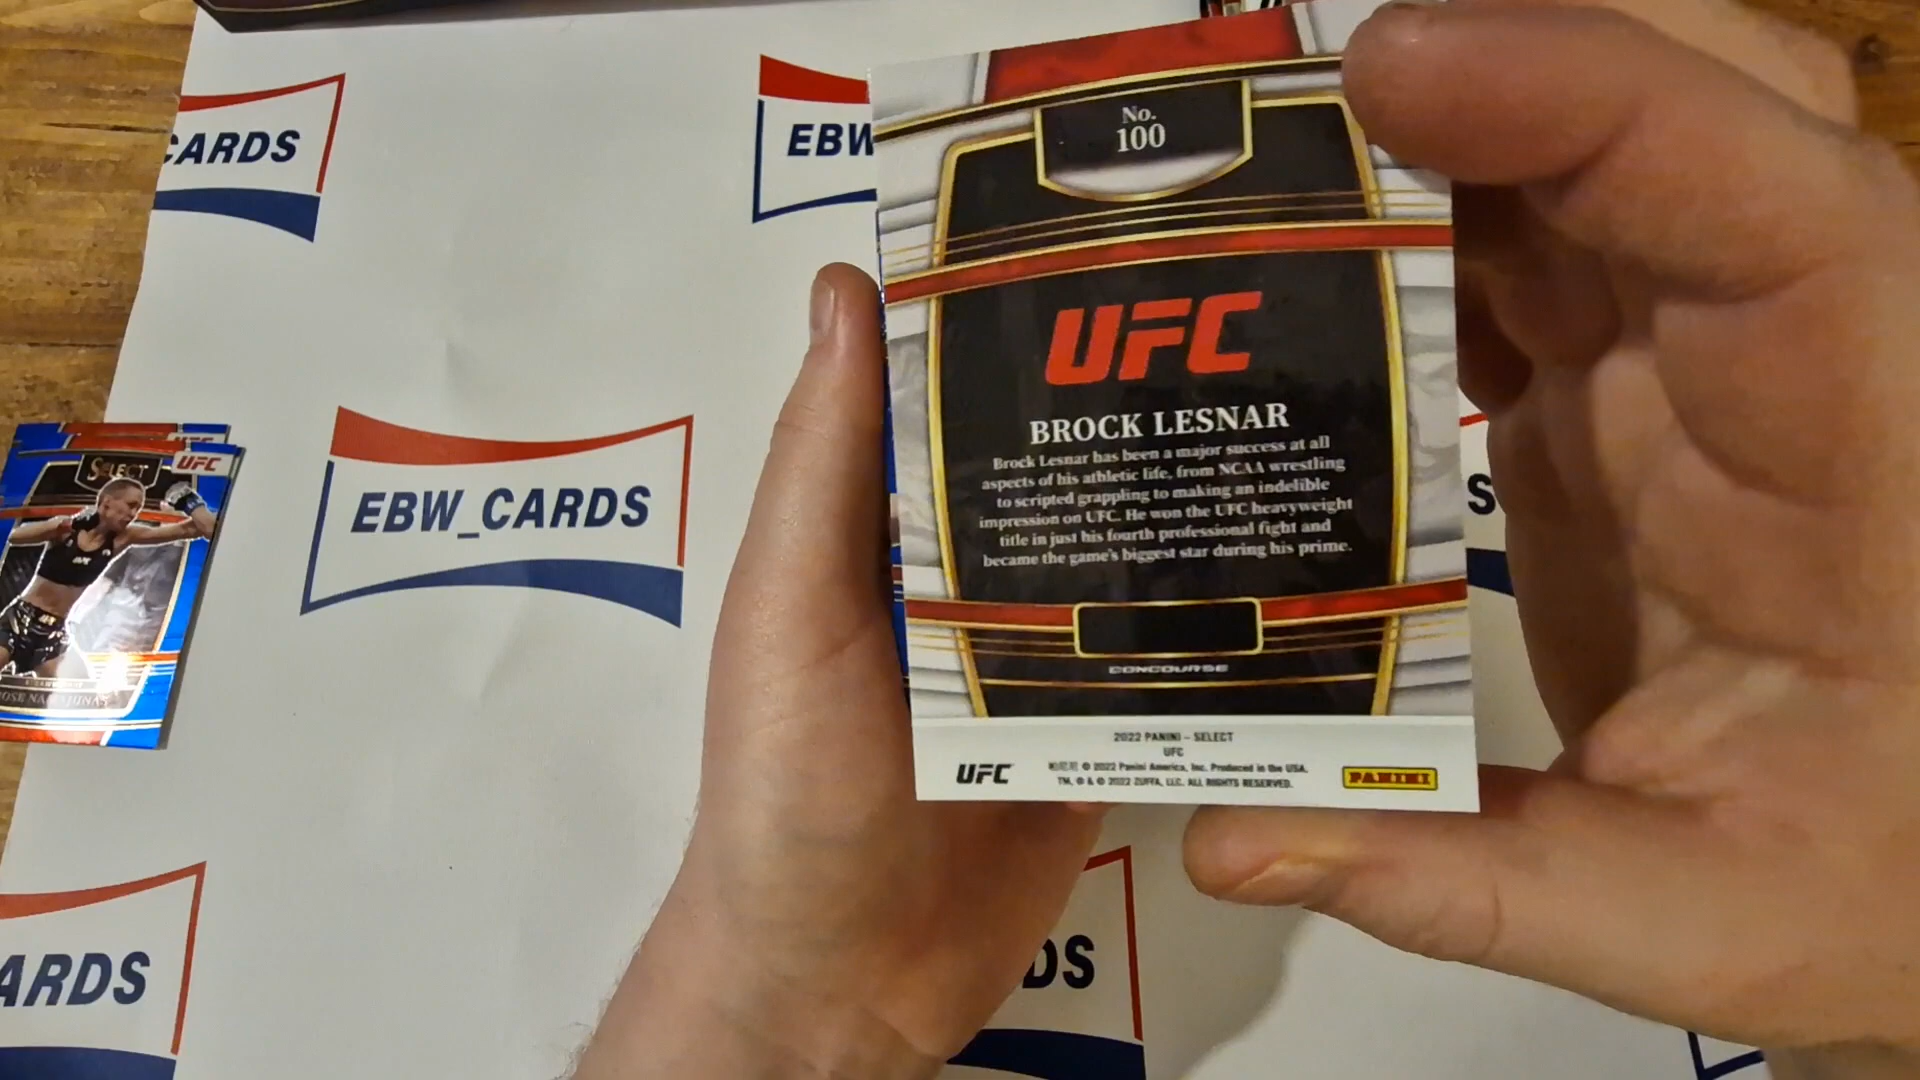 CARDS
EBW
No.
100
UFC
BROCK LESNAR
Brock Lesnar has been a major success at all
aspects of his athletic life, from NCAA wrestling
to scripted grappling to making an indelible
impression on UFC. He won the UFC heavyweight
title in just his fourth professional fight and
became the game's biggest star during his prime.
CONCOURSE
2022 PANINI – SELECT
UFC
© 2022 Panini America, Inc. Produced in the USA.
TM, ® & © 2022 ZUFFA, LLC. ALL RIGHTS RESERVED.
UFC
PANINI
SELECT
UFC
EBW_CARDS
S
ARDS
DS